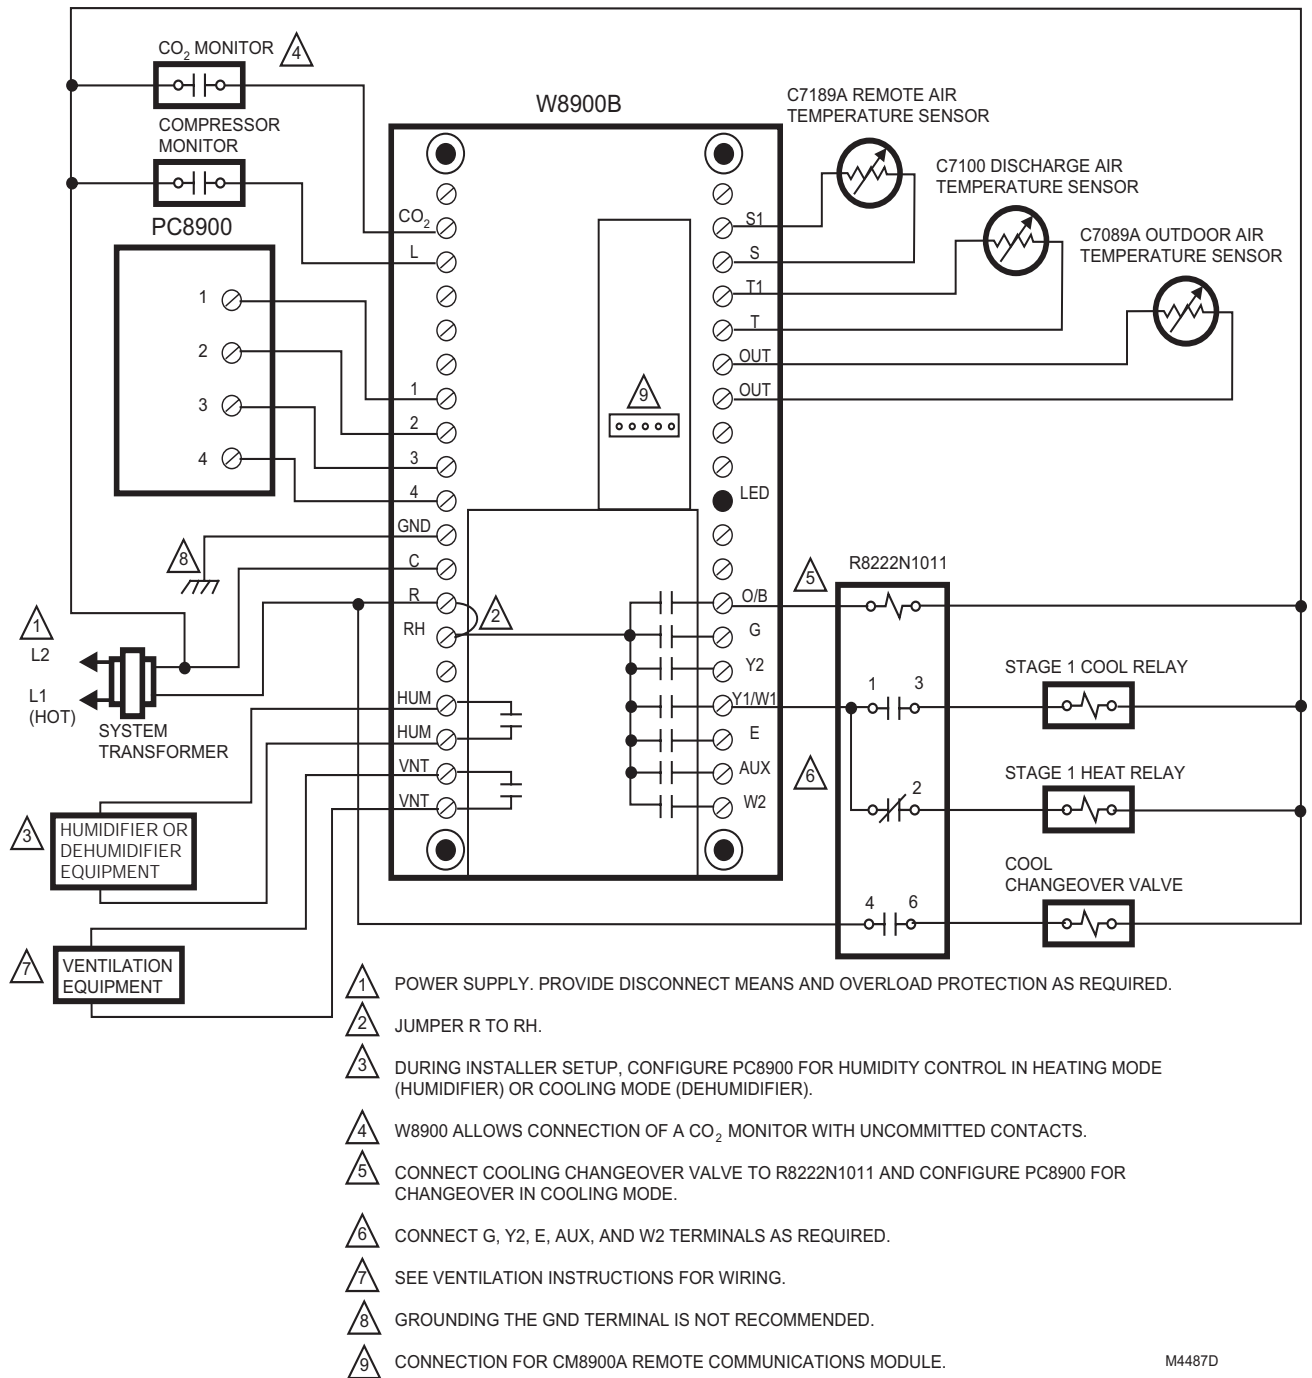 CO2 MONITOR
4
COMPRESSOR
MONITOR
PC8900
1
2
3
4
W8900B
C7189A REMOTE AIR
TEMPERATURE SENSOR
C7100 DISCHARGE AIR
TEMPERATURE SENSOR
C7089A OUTDOOR AIR
TEMPERATURE SENSOR
CO2
L
1
2
3
4
GND
C
R
RH
HUM
HUM
VNT
VNT
9
2
S1
S
T1
T
OUT
OUT
LED
O/B
G
Y2
Y1/W1
E
AUX
W2
8
1
L2
L1
(HOT)
SYSTEM
TRANSFORMER
3
HUMIDIFIER OR
DEHUMIDIFIER
EQUIPMENT
7
VENTILATION
EQUIPMENT
5
6
R8222N1011
1 3
2
4 6
STAGE 1 COOL RELAY
STAGE 1 HEAT RELAY
COOL
CHANGEOVER VALVE
1 POWER SUPPLY. PROVIDE DISCONNECT MEANS AND OVERLOAD PROTECTION AS REQUIRED.
2 JUMPER R TO RH.
3 DURING INSTALLER SETUP, CONFIGURE PC8900 FOR HUMIDITY CONTROL IN HEATING MODE
(HUMIDIFIER) OR COOLING MODE (DEHUMIDIFIER).
4 W8900 ALLOWS CONNECTION OF A CO2 MONITOR WITH UNCOMMITTED CONTACTS.
5 CONNECT COOLING CHANGEOVER VALVE TO R8222N1011 AND CONFIGURE PC8900 FOR
CHANGEOVER IN COOLING MODE.
6 CONNECT G, Y2, E, AUX, AND W2 TERMINALS AS REQUIRED.
7 SEE VENTILATION INSTRUCTIONS FOR WIRING.
8 GROUNDING THE GND TERMINAL IS NOT RECOMMENDED.
9 CONNECTION FOR CM8900A REMOTE COMMUNICATIONS MODULE.
M4487D